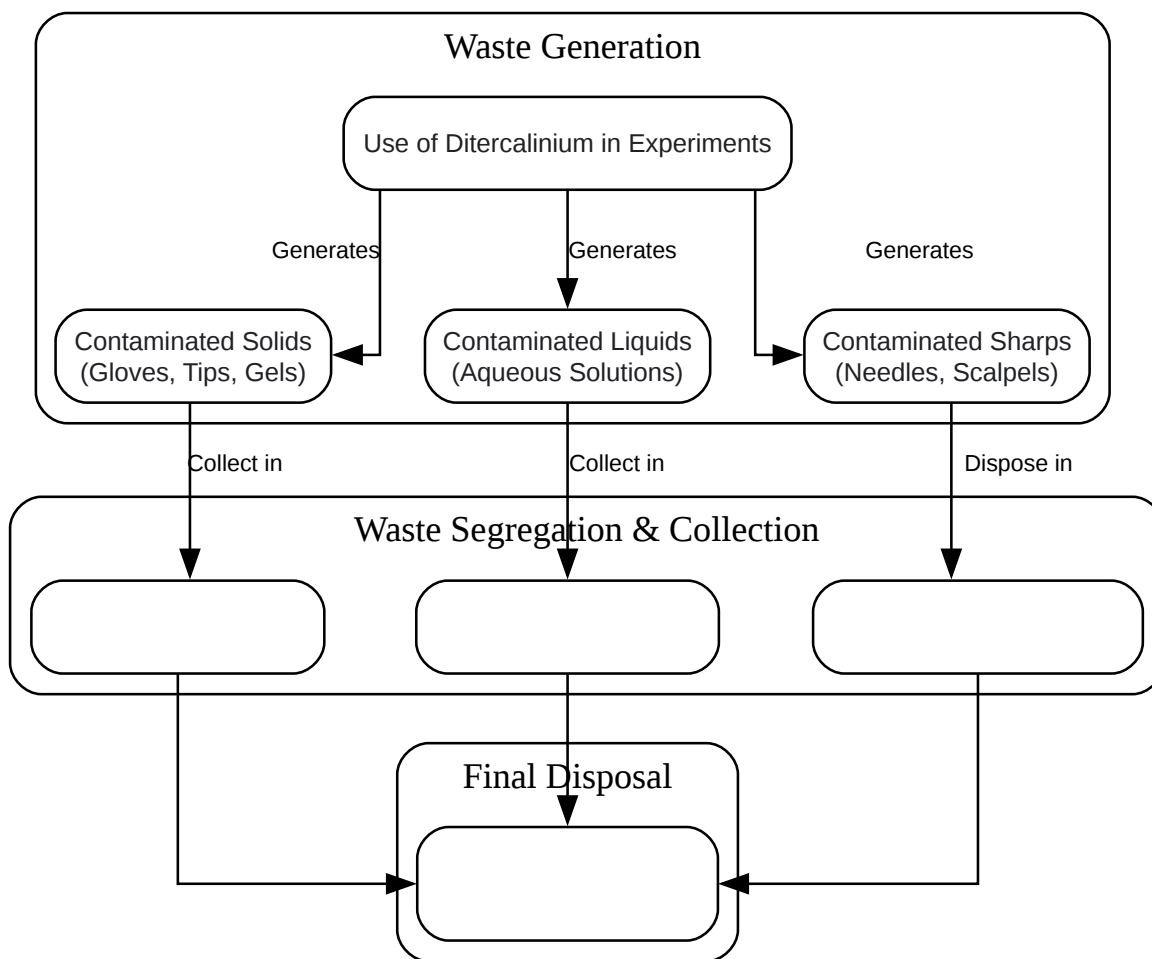 Waste Generation
Use of Ditercalinium in Experiments
Generates
Generates
Generates
Contaminated Solids
(Gloves, Tips, Gels)
Contaminated Liquids
(Aqueous Solutions)
Contaminated Sharps
(Needles, Scalpels)
Collect in
Collect in
Dispose in
Waste Segregation & Collection
Final Disposal